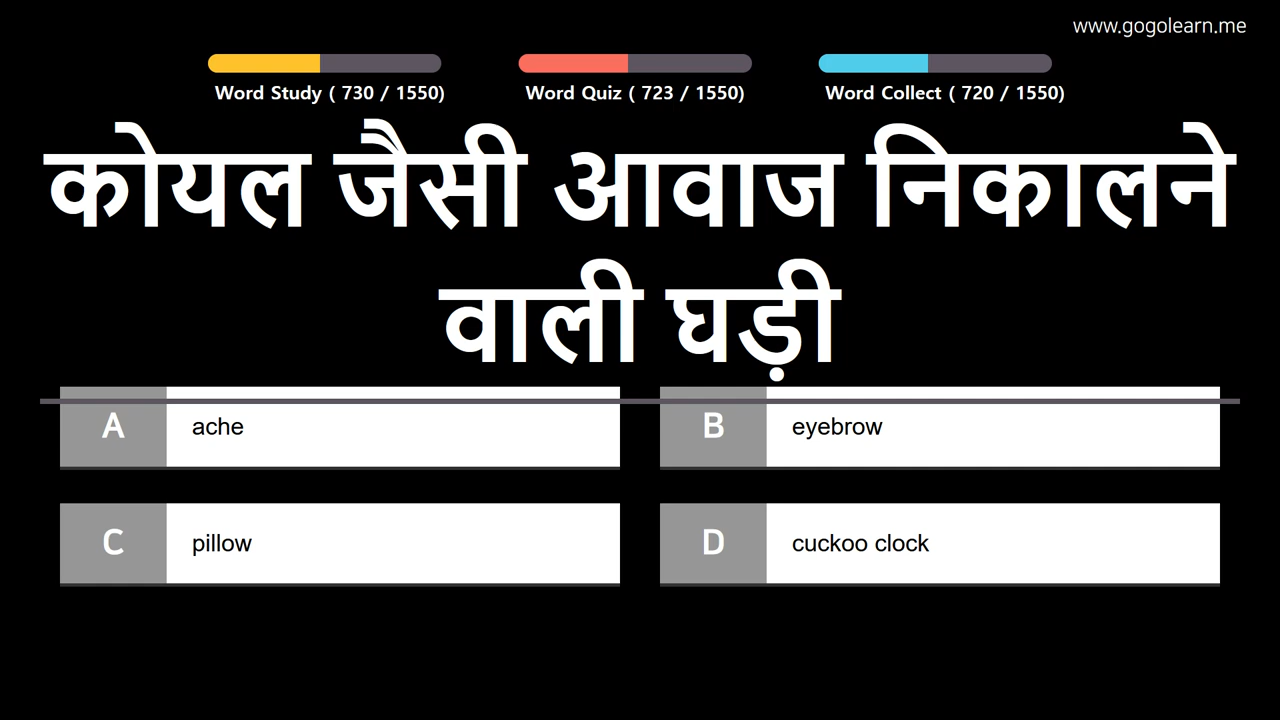 www.gogolearn.me
Word Study ( 730 / 1550)
Word Quiz ( 723 / 1550)
Word Collect ( 720 / 1550)
कोयल जैसी आवाज निकालने
वाली घड़ी
A ache
B eyebrow
C pillow
D cuckoo clock